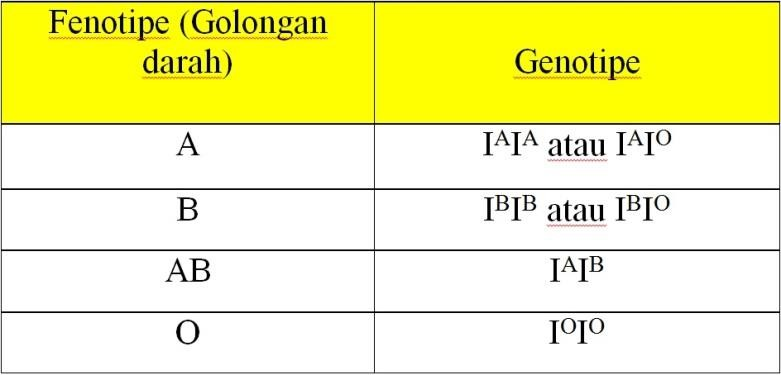 Fenotipe (Golongan
darah)
Genotipe
A
IᴬIᴬ atau IᴬIᴼ
B
IᴮIᴮ atau IᴮIᴼ
AB
IᴬIᴮ
O
IᴼIᴼ